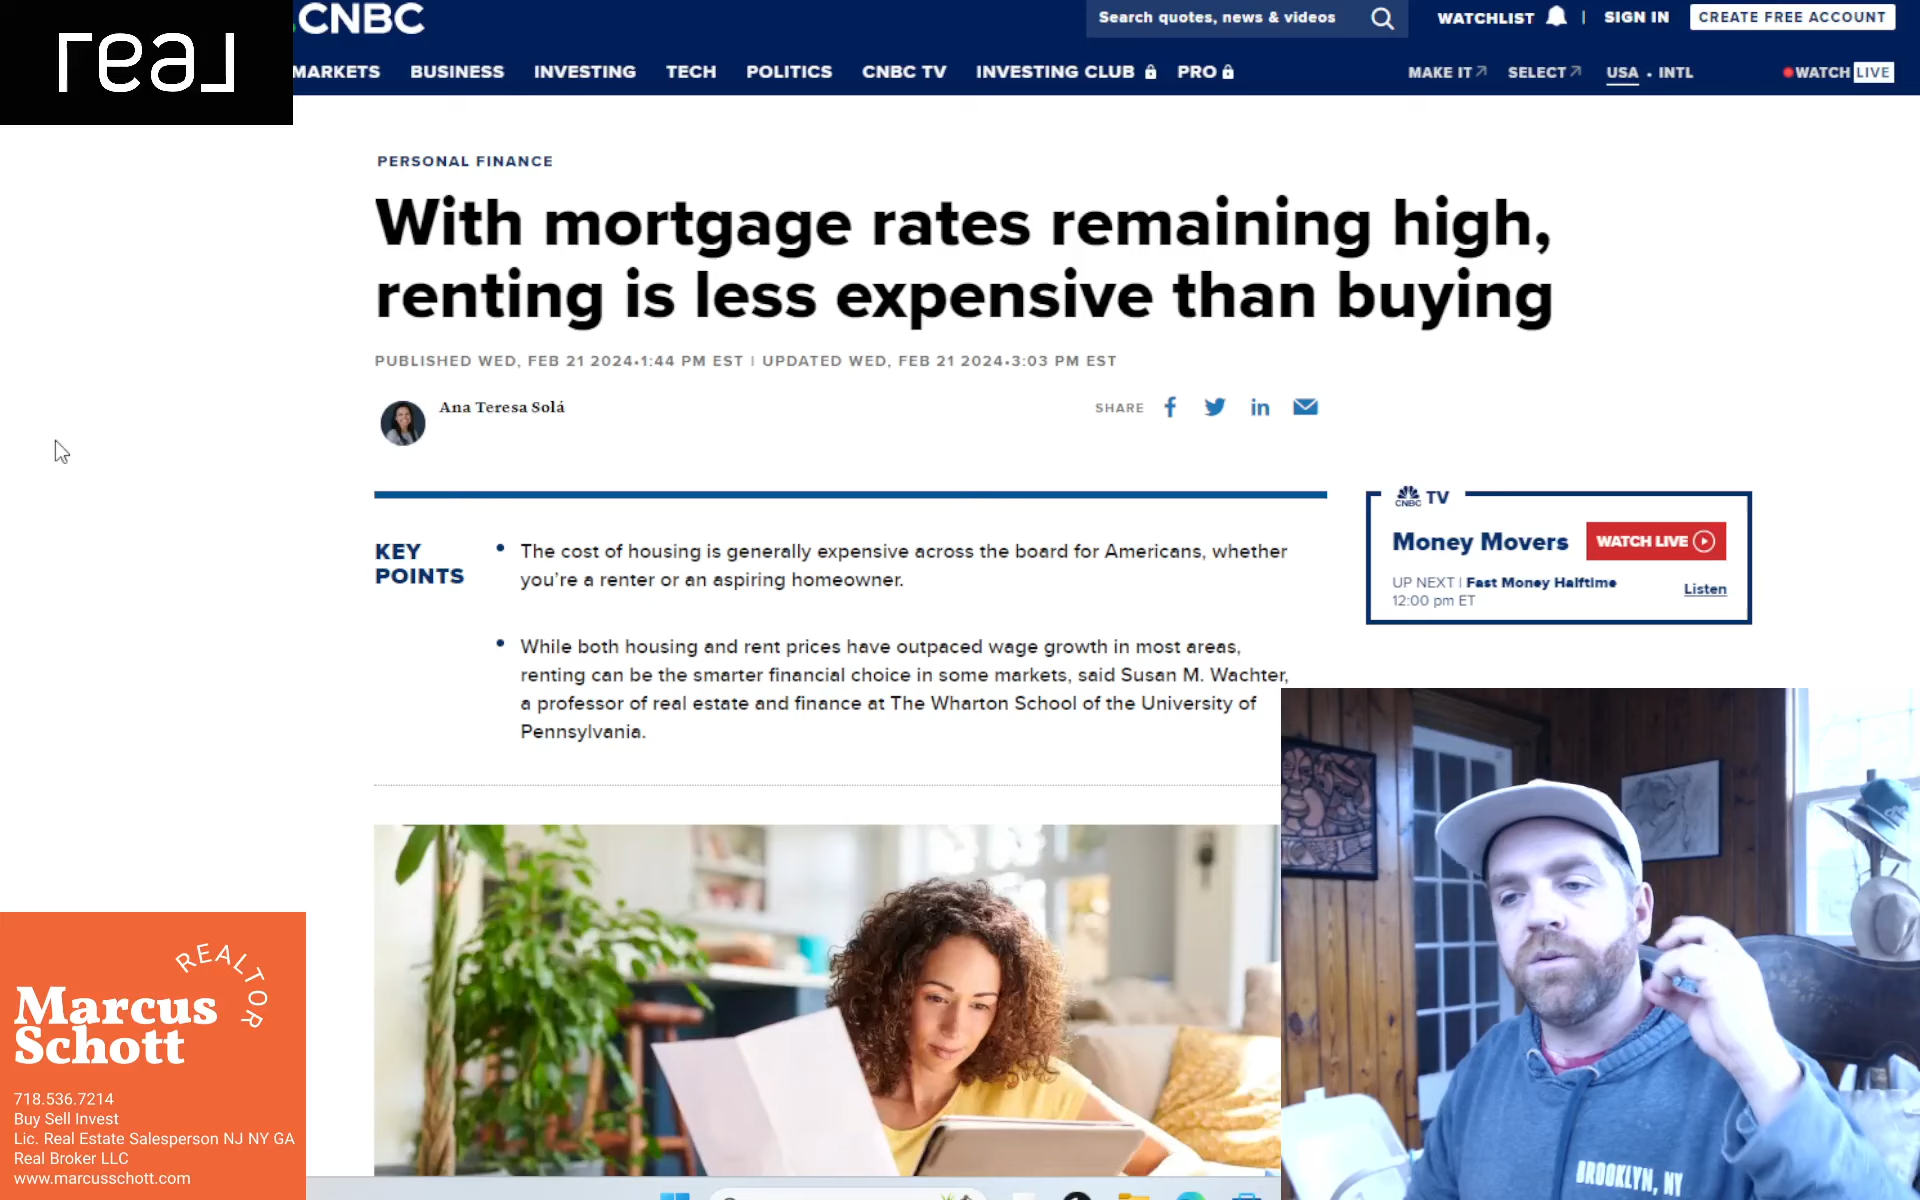 real
CNBC
Search quotes, news & videos
WATCHLIST | SIGN IN
CREATE FREE ACCOUNT
MARKETS BUSINESS INVESTING TECH POLITICS CNBC TV INVESTING CLUB PRO
MAKE IT SELECT USA • INTL
WATCH LIVE
PERSONAL FINANCE
With mortgage rates remaining high,
renting is less expensive than buying
PUBLISHED WED, FEB 21 2024•1:44 PM EST | UPDATED WED, FEB 21 2024•3:03 PM EST
Ana Teresa Solá
SHARE
KEY
POINTS
• The cost of housing is generally expensive across the board for Americans, whether
you’re a renter or an aspiring homeowner.
• While both housing and rent prices have outpaced wage growth in most areas,
renting can be the smarter financial choice in some markets, said Susan M. Wachter,
a professor of real estate and finance at The Wharton School of the University of
Pennsylvania.
CNBC TV
Money Movers
WATCH LIVE
UP NEXT | Fast Money Halftime
12:00 pm ET
Listen
REALTOR
Marcus
Schott
718.536.7214
Buy Sell Invest
Lic. Real Estate Salesperson NJ NY GA
Real Broker LLC
www.marcusschott.com
BROOKLYN, NY